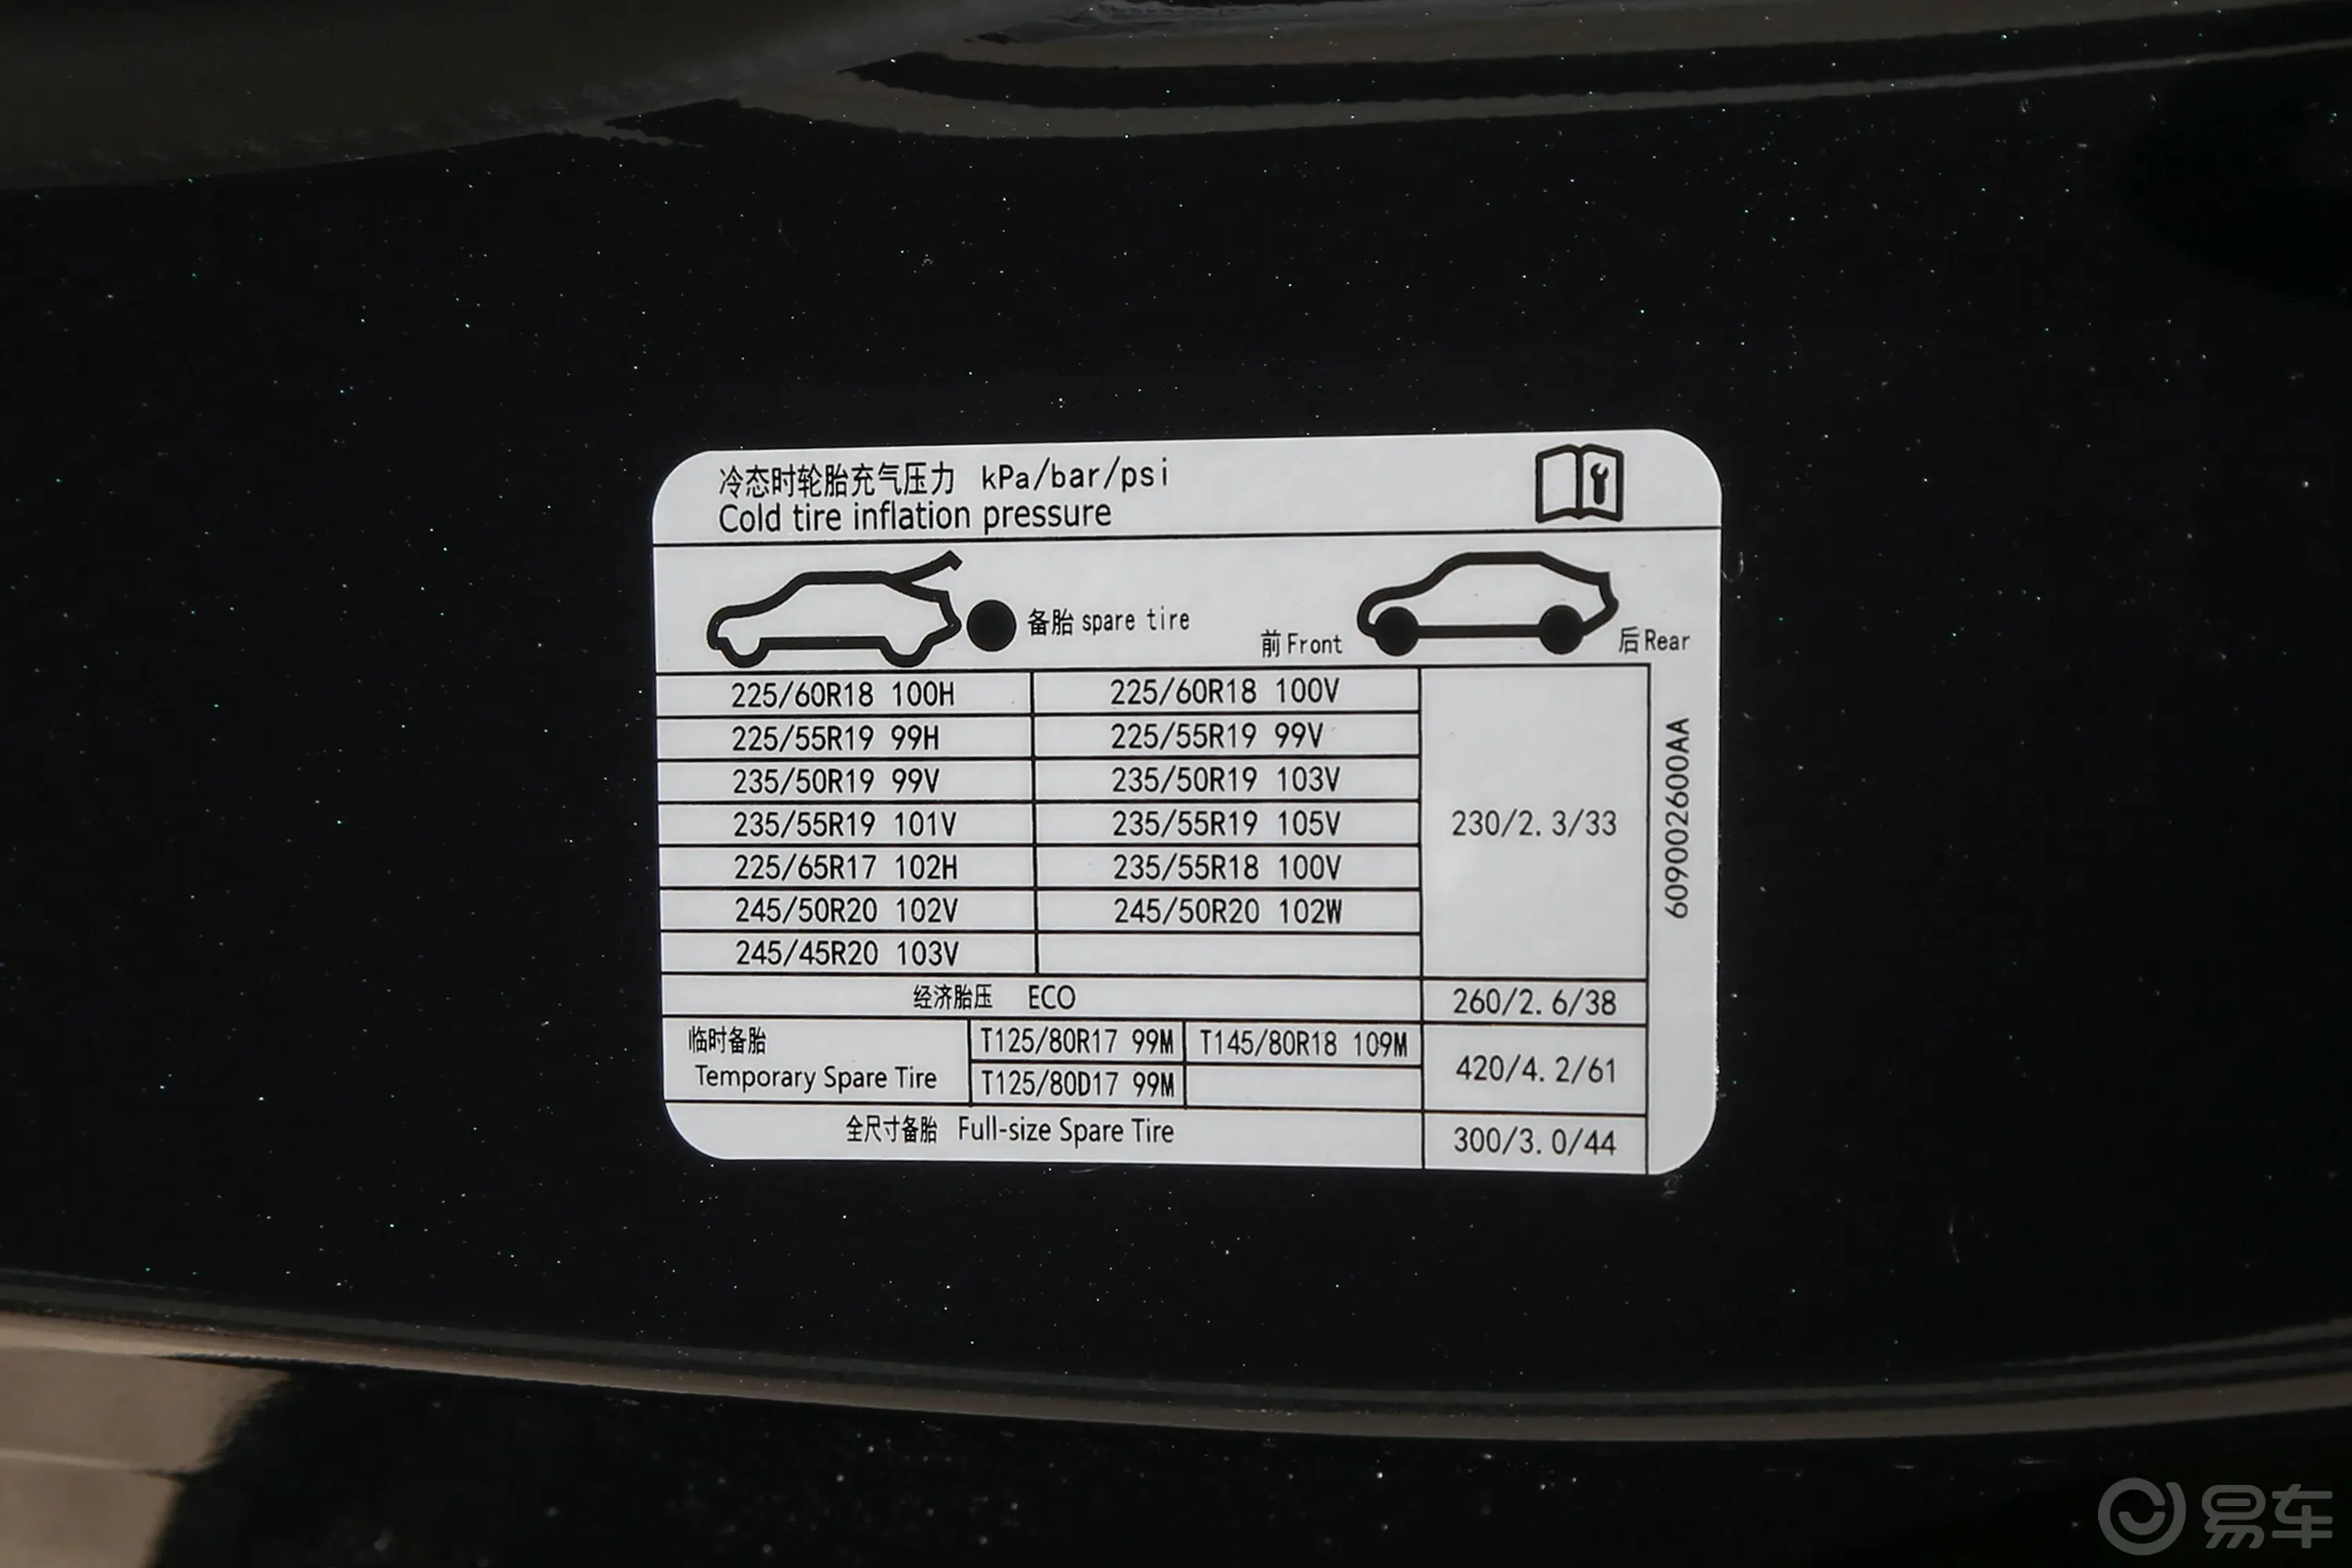 冷态时轮胎充气压力 kPa/bar/psi
Cold tire inflation pressure
备胎 spare tire
前 Front
后 Rear
225/60R18 100H 225/60R18 100V
225/55R19 99H 225/55R19 99V
235/50R19 99V 235/50R19 103V
235/55R19 101V 235/55R19 105V
230/2.3/33
225/65R17 102H 235/55R18 100V
245/50R20 102V 245/50R20 102W
245/45R20 103V
经济胎压 ECO 260/2.6/38
临时备胎
Temporary Spare Tire
T125/80R17 99M T145/80R18 109M
T125/80D17 99M
420/4.2/61
全尺寸备胎 Full-size Spare Tire 300/3.0/44
609002600AA
易车